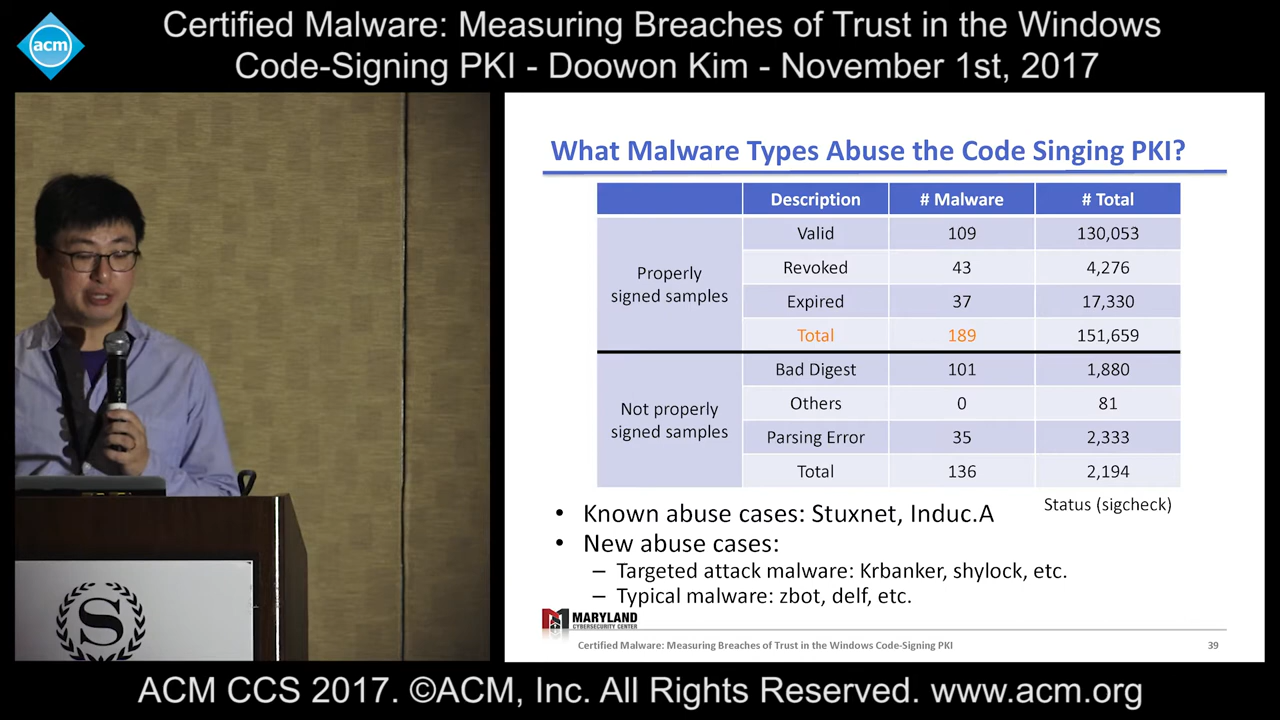 Certified Malware: Measuring Breaches of Trust in the Windows
Code-Signing PKI - Doowon Kim - November 1st, 2017
acm
What Malware Types Abuse the Code Singing PKI?
Description # Malware # Total
Properly
signed samples
Valid 109 130,053
Revoked 43 4,276
Expired 37 17,330
Total 189 151,659
Not properly
signed samples
Bad Digest 101 1,880
Others 0 81
Parsing Error 35 2,333
Total 136 2,194
Status (sigcheck)
• Known abuse cases: Stuxnet, Induc.A
• New abuse cases:
– Targeted attack malware: Krbanker, shylock, etc.
– Typical malware: zbot, delf, etc.
MARYLAND
CYBERSECURITY CENTER
Certified Malware: Measuring Breaches of Trust in the Windows Code-Signing PKI 39
S
ACM CCS 2017. ©ACM, Inc. All Rights Reserved. www.acm.org